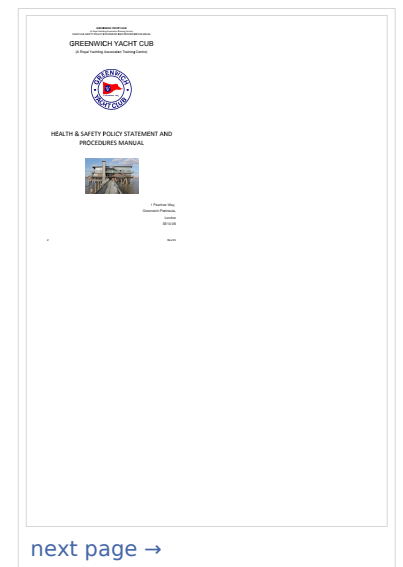 GREENWICH YACHT CUB
(A Royal Yachting Association Training Centre)
GREENWICH
YACHT CLUB
HEALTH & SAFETY POLICY STATEMENT AND
PROCEDURES MANUAL
1 Peartree Way,
Greenwich Peninsula,
London
next page →